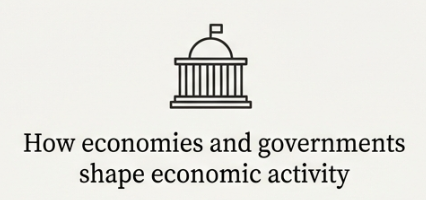 How economies and governments
shape economic activity